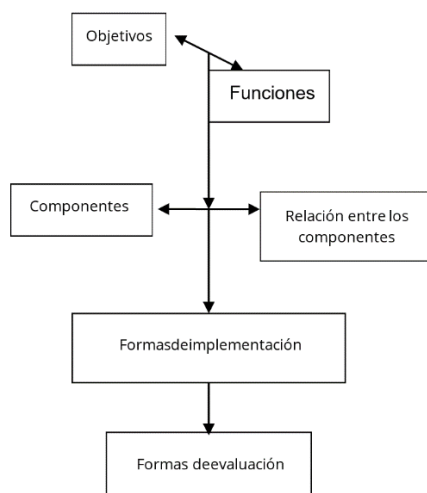 Objetivos
Funciones
Componentes
Relación entre los
componentes
Formasdeimplementación
Formas deevaluación